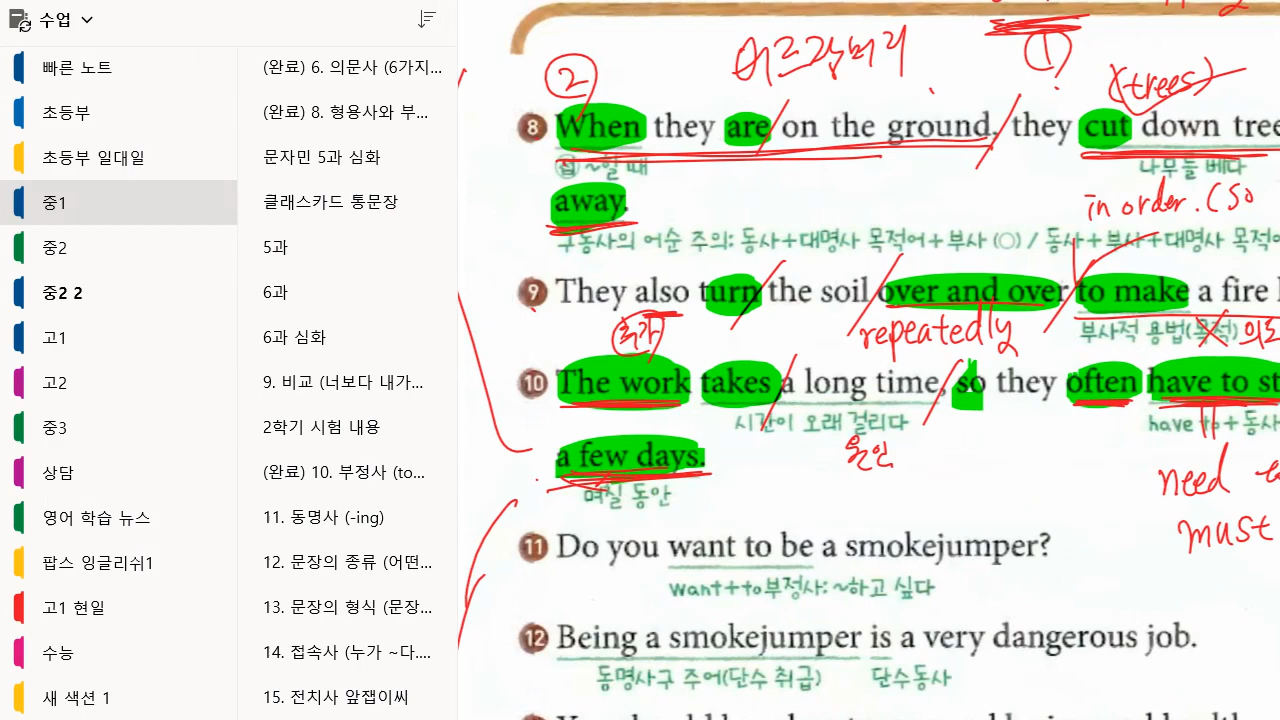 수업
빠른 노트
초등부
초등부 일대일
중1
중2
중2 2
고1
고2
중3
상담
영어 학습 뉴스
팝스 잉글리쉬1
고1 현일
수능
새 색션 1
(완료) 6. 의문사 (6가지...
(완료) 8. 형용사와 부...
문자민 5과 심화
클래스카드 통문장
5과
6과
6과 심화
9. 비교 (너보다 내가...
2학기 시험 내용
(완료) 10. 부정사 (to...
11. 동명사 (-ing)
12. 문장의 종류 (어떤...
13. 문장의 형식 (문장...
14. 접속사 (누가 ~다....
15. 전치사 앞잽이씨
②
①
(trees)
8 When they are on the ground, they cut down tree
접 ~할 때
나무를 베다
away.
in order. (so
구동사의 어순 주의: 동사+대명사 목적어+부사 (○) / 동사+부사+대명사 목적어
9 They also turn the soil over and over to make a fire
추가
repeatedly
부사적 용법(목적) 의도
10 The work takes a long time, so they often have to st
시간이 오래 걸리다
have to+동사
원인
a few days.
며칠 동안
need
must
11 Do you want to be a smokejumper?
want+to부정사: ~하고 싶다
12 Being a smokejumper is a very dangerous job.
동명사구 주어(단수 취급)
단수동사